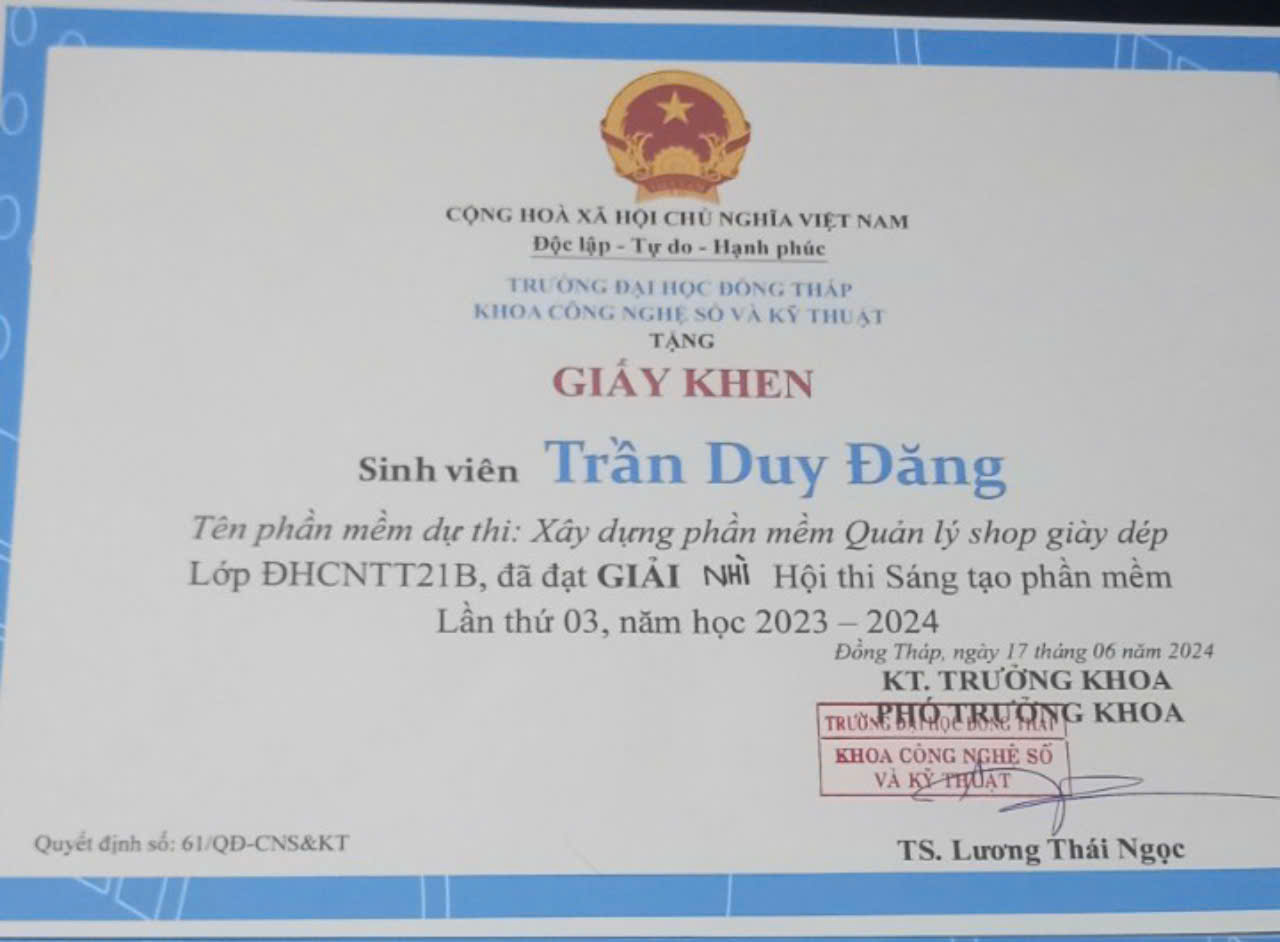 CỘNG HOÀ XÃ HỘI CHỦ NGHĨA VIỆT NAM
Độc lập - Tự do - Hạnh phúc
TRƯỜNG ĐẠI HỌC ĐỒNG THÁP
KHOA CÔNG NGHỆ SỐ VÀ KỸ THUẬT
TẶNG
GIẤY KHEN
Sinh viên Trần Duy Đăng
Tên phần mềm dự thi: Xây dựng phần mềm Quản lý shop giày dép
Lớp ĐHCNTT21B, đã đạt GIẢI NHÌ Hội thi Sáng tạo phần mềm
Lần thứ 03, năm học 2023 – 2024
Đồng Tháp, ngày 17 tháng 06 năm 2024
KT. TRƯỞNG KHOA
PHÓ TRƯỞNG KHOA
TRƯỜNG ĐẠI HỌC ĐỒNG THÁP
KHOA CÔNG NGHỆ SỐ
VÀ KỸ THUẬT
TS. Lương Thái Ngọc
Quyết định số: 61/QĐ-CNS&KT